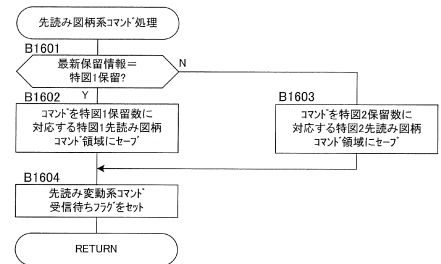 先読み図柄系コマンド処理
B1601
最新保留情報＝
特図1保留?
N
Y
B1602
コマンドを特図1保留数に
対応する特図1先読み図柄
コマンド領域にセーブ
B1603
コマンドを特図2保留数に
対応する特図2先読み図柄
コマンド領域にセーブ
B1604
先読み変動系コマンド
受信待ちフラグをセット
RETURN